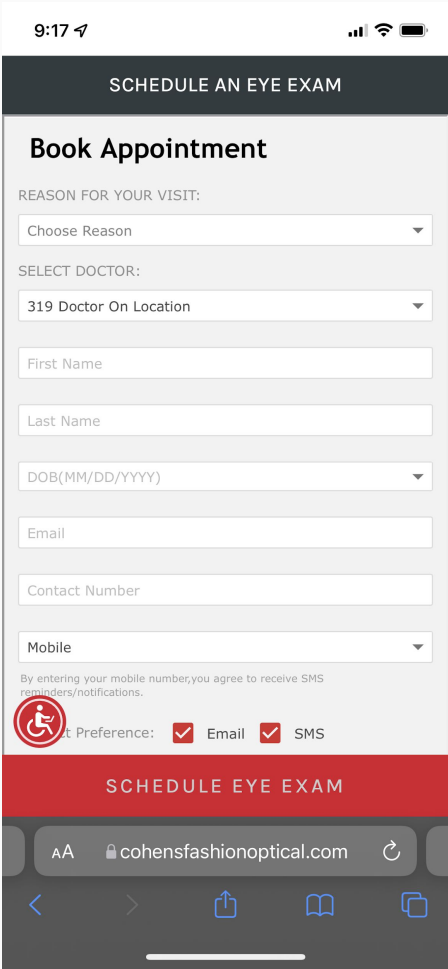 9:17
SCHEDULE AN EYE EXAM
Book Appointment
REASON FOR YOUR VISIT:
Choose Reason
SELECT DOCTOR:
319 Doctor On Location
First Name
Last Name
DOB(MM/DD/YYYY)
Email
Contact Number
Mobile
By entering your mobile number,you agree to receive SMS
reminders/notifications.
Preference: Email SMS
SCHEDULE EYE EXAM
AA cohensfashionoptical.com